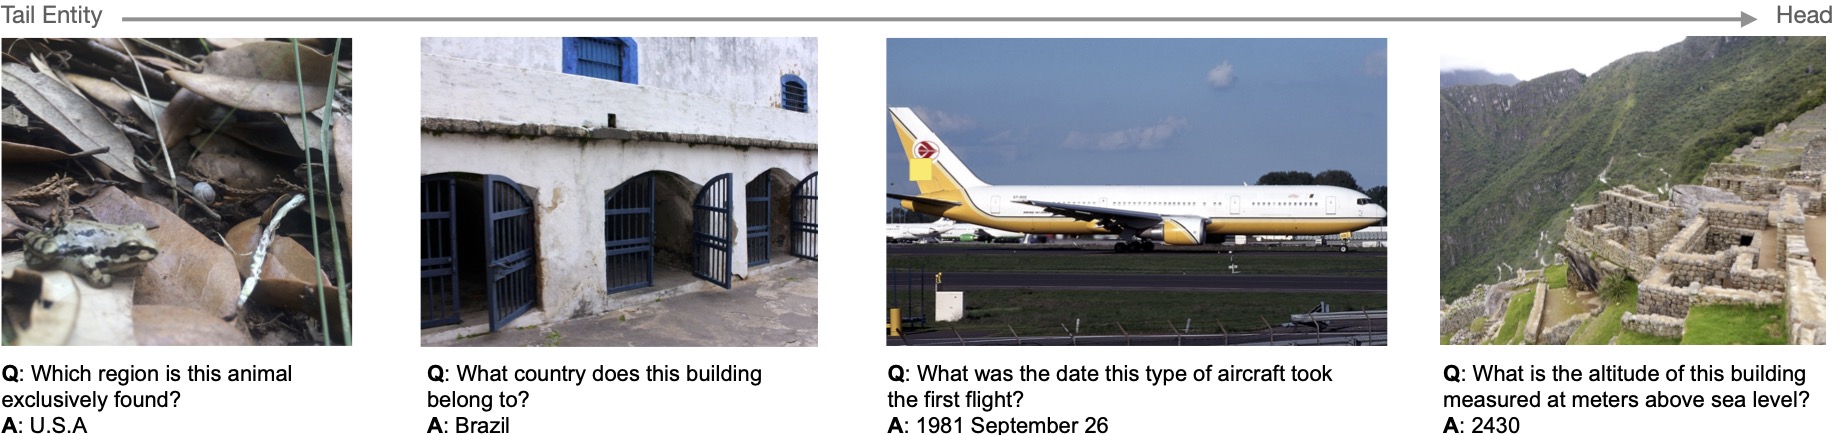 Tail Entity
Head
Q: Which region is this animal
exclusively found?
A: U.S.A
Q: What country does this building
belong to?
A: Brazil
Q: What was the date this type of aircraft took
the first flight?
A: 1981 September 26
Q: What is the altitude of this building
measured at meters above sea level?
A: 2430